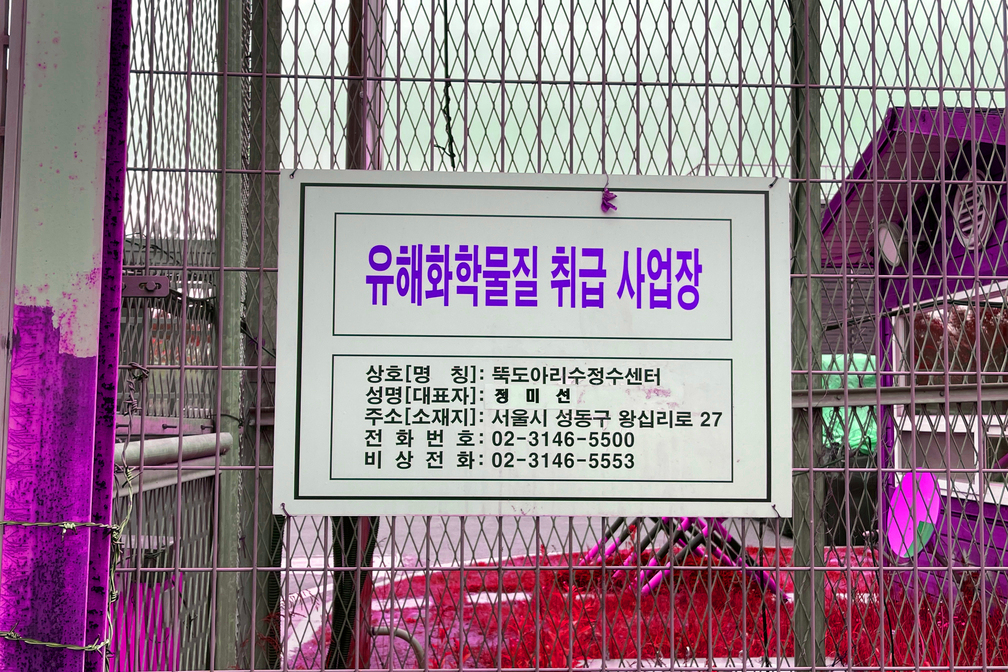 유해화학물질 취급 사업장
상호[명 칭]: 뚝도아리수정수센터
성명[대표자]: 정 미 선
주소[소재지]: 서울시 성동구 왕십리로 27
전 화 번 호: 02-3146-5500
비 상 전 화: 02-3146-5553